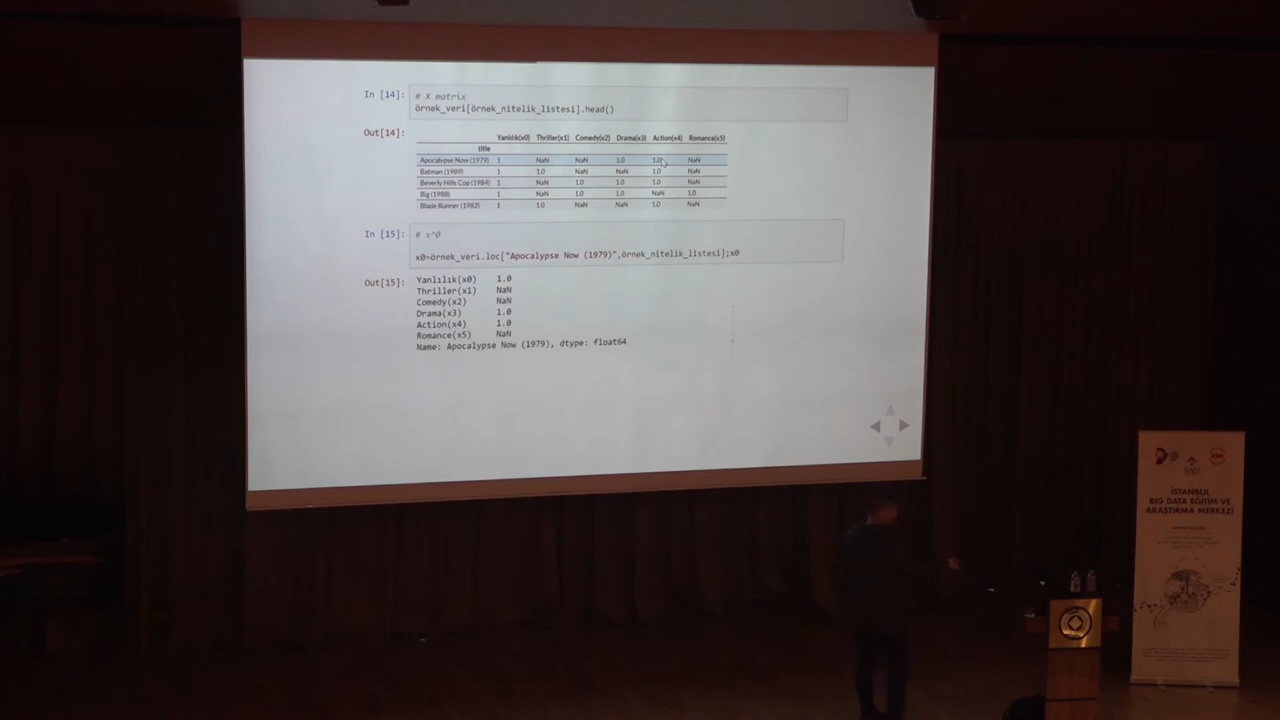 In [14]: # X matrix
örnek_veri[örnek_nitelik_listesi].head()
Out[14]:
Yanlılık(x0) Thriller(x1) Comedy(x2) Drama(x3) Action(x4) Romance(x5)
title
Apocalypse Now (1979) 1 NaN NaN 1.0 1.0 NaN
Batman (1989) 1 1.0 NaN NaN 1.0 NaN
Beverly Hills Cop (1984) 1 NaN 1.0 1.0 1.0 NaN
Big (1988) 1 NaN 1.0 1.0 NaN 1.0
Blade Runner (1982) 1 1.0 NaN NaN 1.0 NaN
In [15]: # x^0
x0=örnek_veri.loc["Apocalypse Now (1979)",örnek_nitelik_listesi];x0
Out[15]: Yanlılık(x0) 1.0
Thriller(x1) NaN
Comedy(x2) NaN
Drama(x3) 1.0
Action(x4) 1.0
Romance(x5) NaN
Name: Apocalypse Now (1979), dtype: float64
BAU
İSTANBUL
BIG DATA EĞİTİM VE
ARAŞTIRMA MERKEZİ